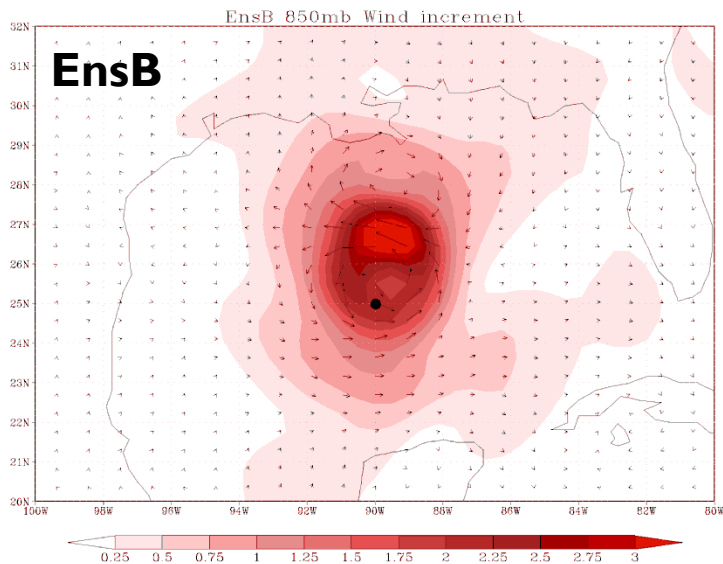 EnsB 850mb Wind increment
EnsB
32N
31N
30N
29N
28N
27N
26N
25N
24N
23N
22N
21N
20N
100W 98W 96W 94W 92W 90W 88W 86W 84W 82W 80W
0.25 0.5 0.75 1 1.25 1.5 1.75 2 2.25 2.5 2.75 3